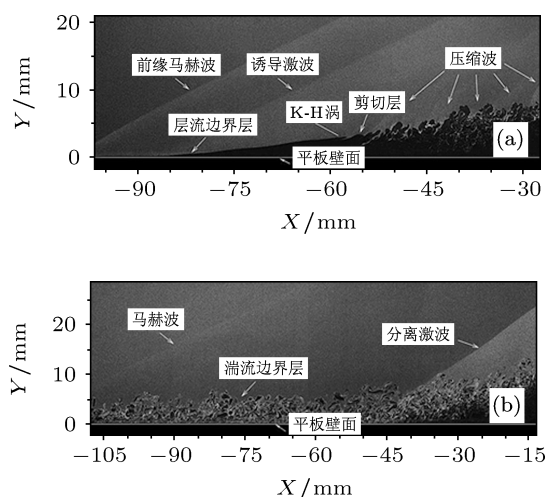 20
10
0
Y/mm
前缘马赫波
诱导激波
压缩波
剪切层
K-H涡
层流边界层
平板壁面
(a)
−90
−75
−60
−45
−30
X/mm
20
10
0
Y/mm
马赫波
分离激波
湍流边界层
平板壁面
(b)
−105
−90
−75
−60
−45
−30
−15
X/mm